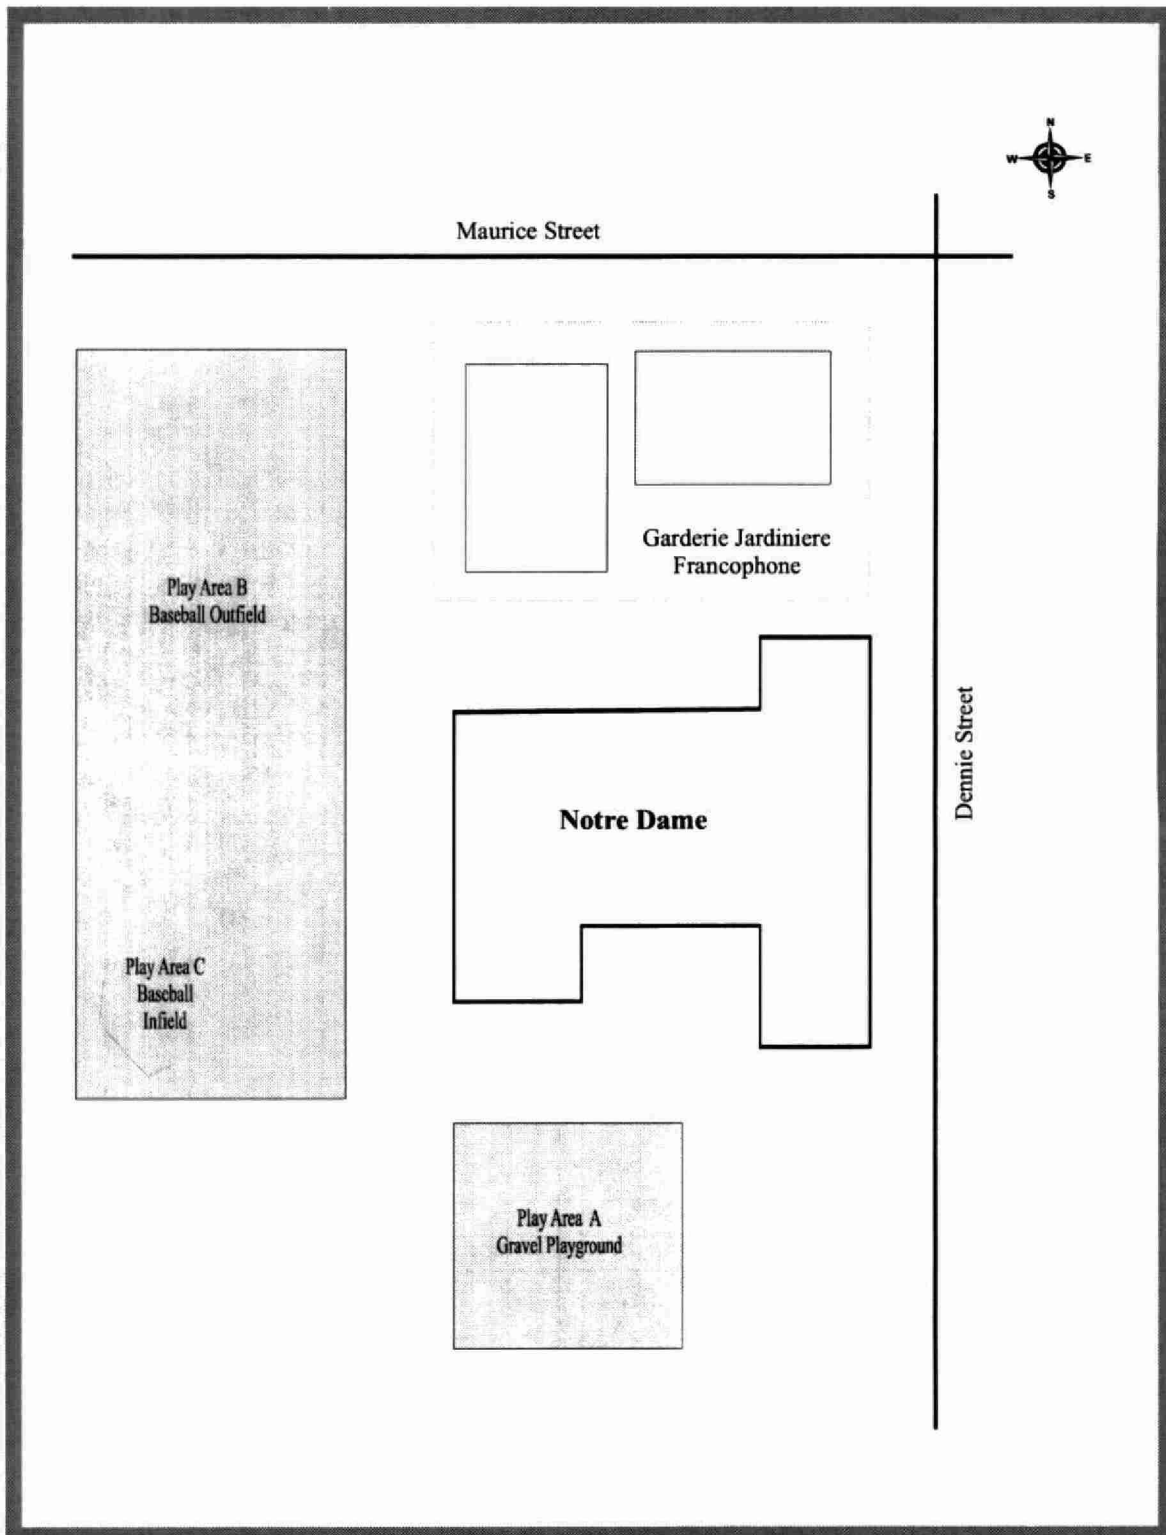 N
W E
S
Maurice Street
Garderie Jardiniere
Francophone
Play Area B
Baseball Outfield
Dennie Street
Notre Dame
Play Area C
Baseball
Infield
Play Area A
Gravel Playground